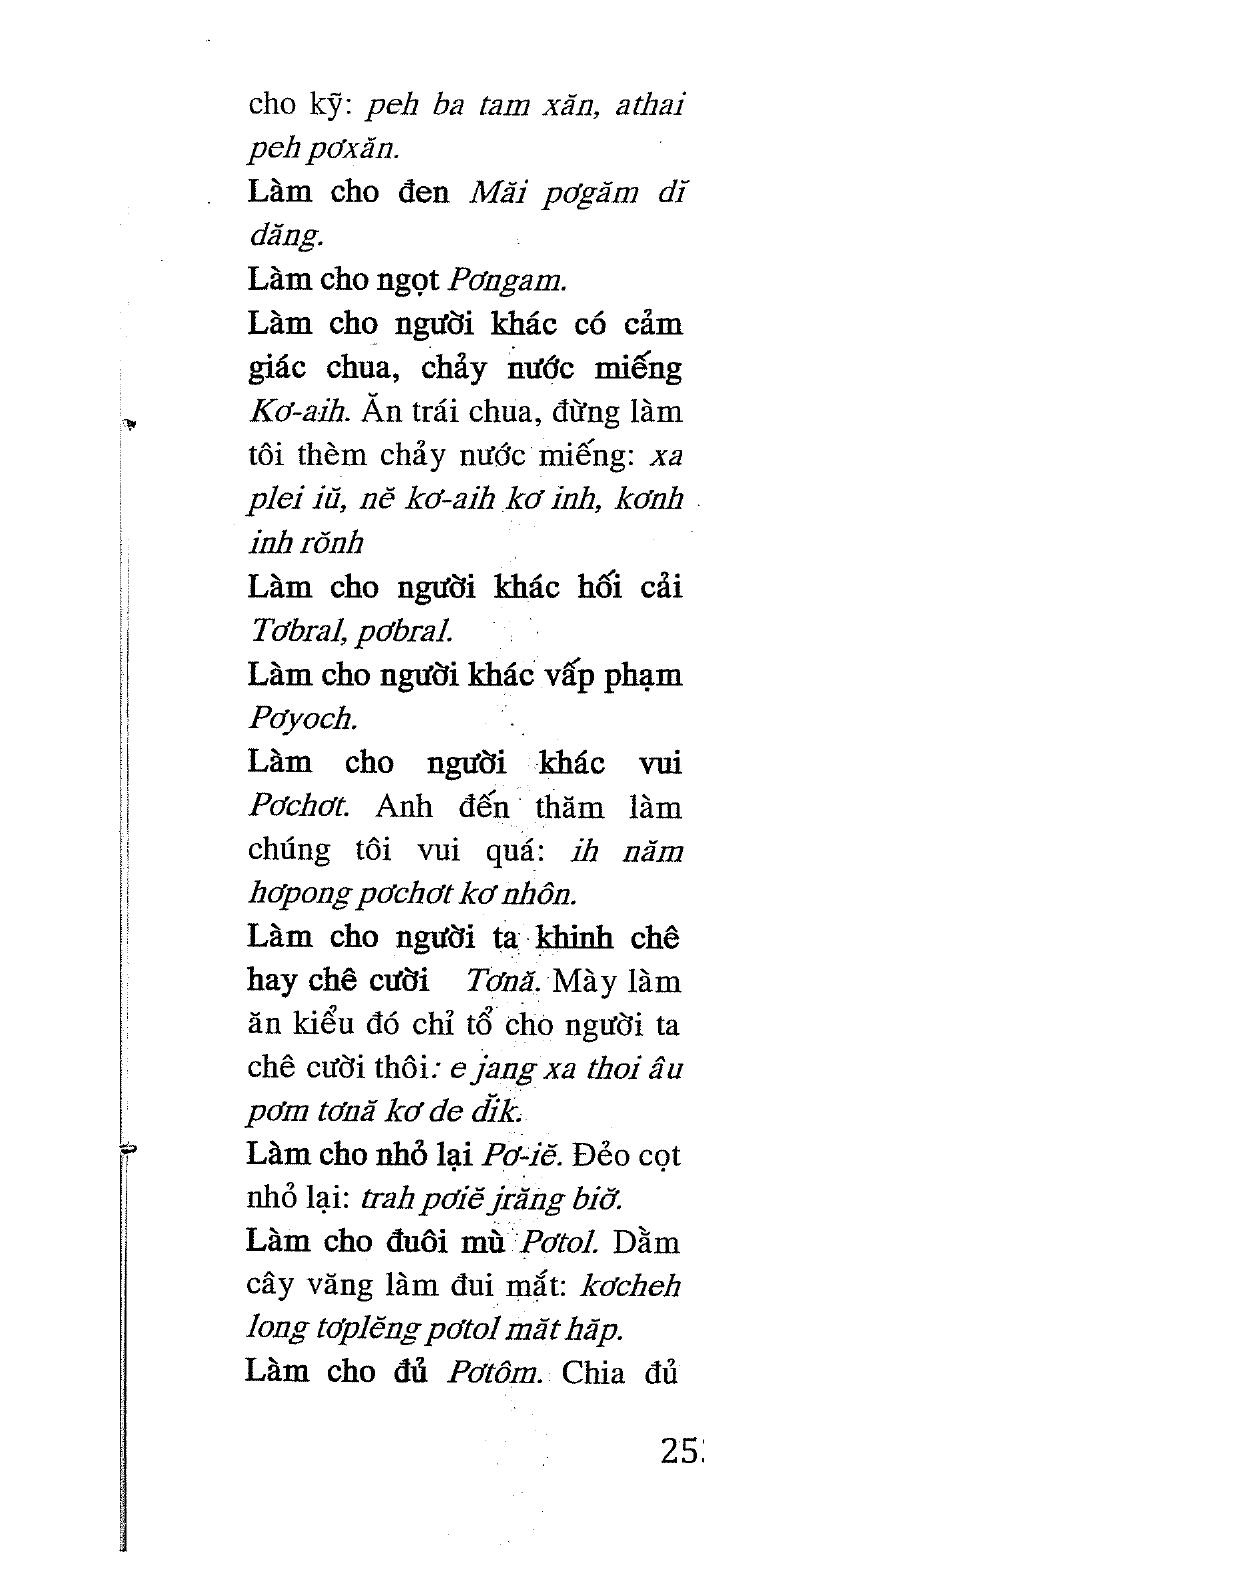 cho kỹ: peh ba tam xăn, athai
peh pơxăn.
Làm cho đen Măi pơgăm dĭ
dăng.
Làm cho ngọt Pơngam.
Làm cho người khác có cảm
giác chua, chảy nước miếng
Kơ-aih. Ăn trái chua, đừng làm
tôi thèm chảy nước miếng: xa
plei iŭ, nĕ kơ-aih kơ inh, kơnh
inh rŏnh
Làm cho người khác hối cải
Tơbral, pơbral.
Làm cho người khác vấp phạm
Pơyoch.
Làm cho người khác vui
Pơchơt. Anh đến thăm làm
chúng tôi vui quá: ih năm
hơpong pơchơt kơ nhôn.
Làm cho người ta khinh chê
hay chê cười Tơnă. Mày làm
ăn kiểu đó chỉ tổ cho người ta
chê cười thôi: e jang xa thoi âu
pơm tơnă kơ de dĭk.
Làm cho nhỏ lại Pơ-iĕ. Đẻo cọt
nhỏ lại: trah pơiĕ jrăng biơ̆.
Làm cho đuôi mù Pơtol. Dằm
cây văng làm đui mắt: kơcheh
long tơplĕng pơtol măt hăp.
Làm cho đủ Pơtôm. Chia đủ
25